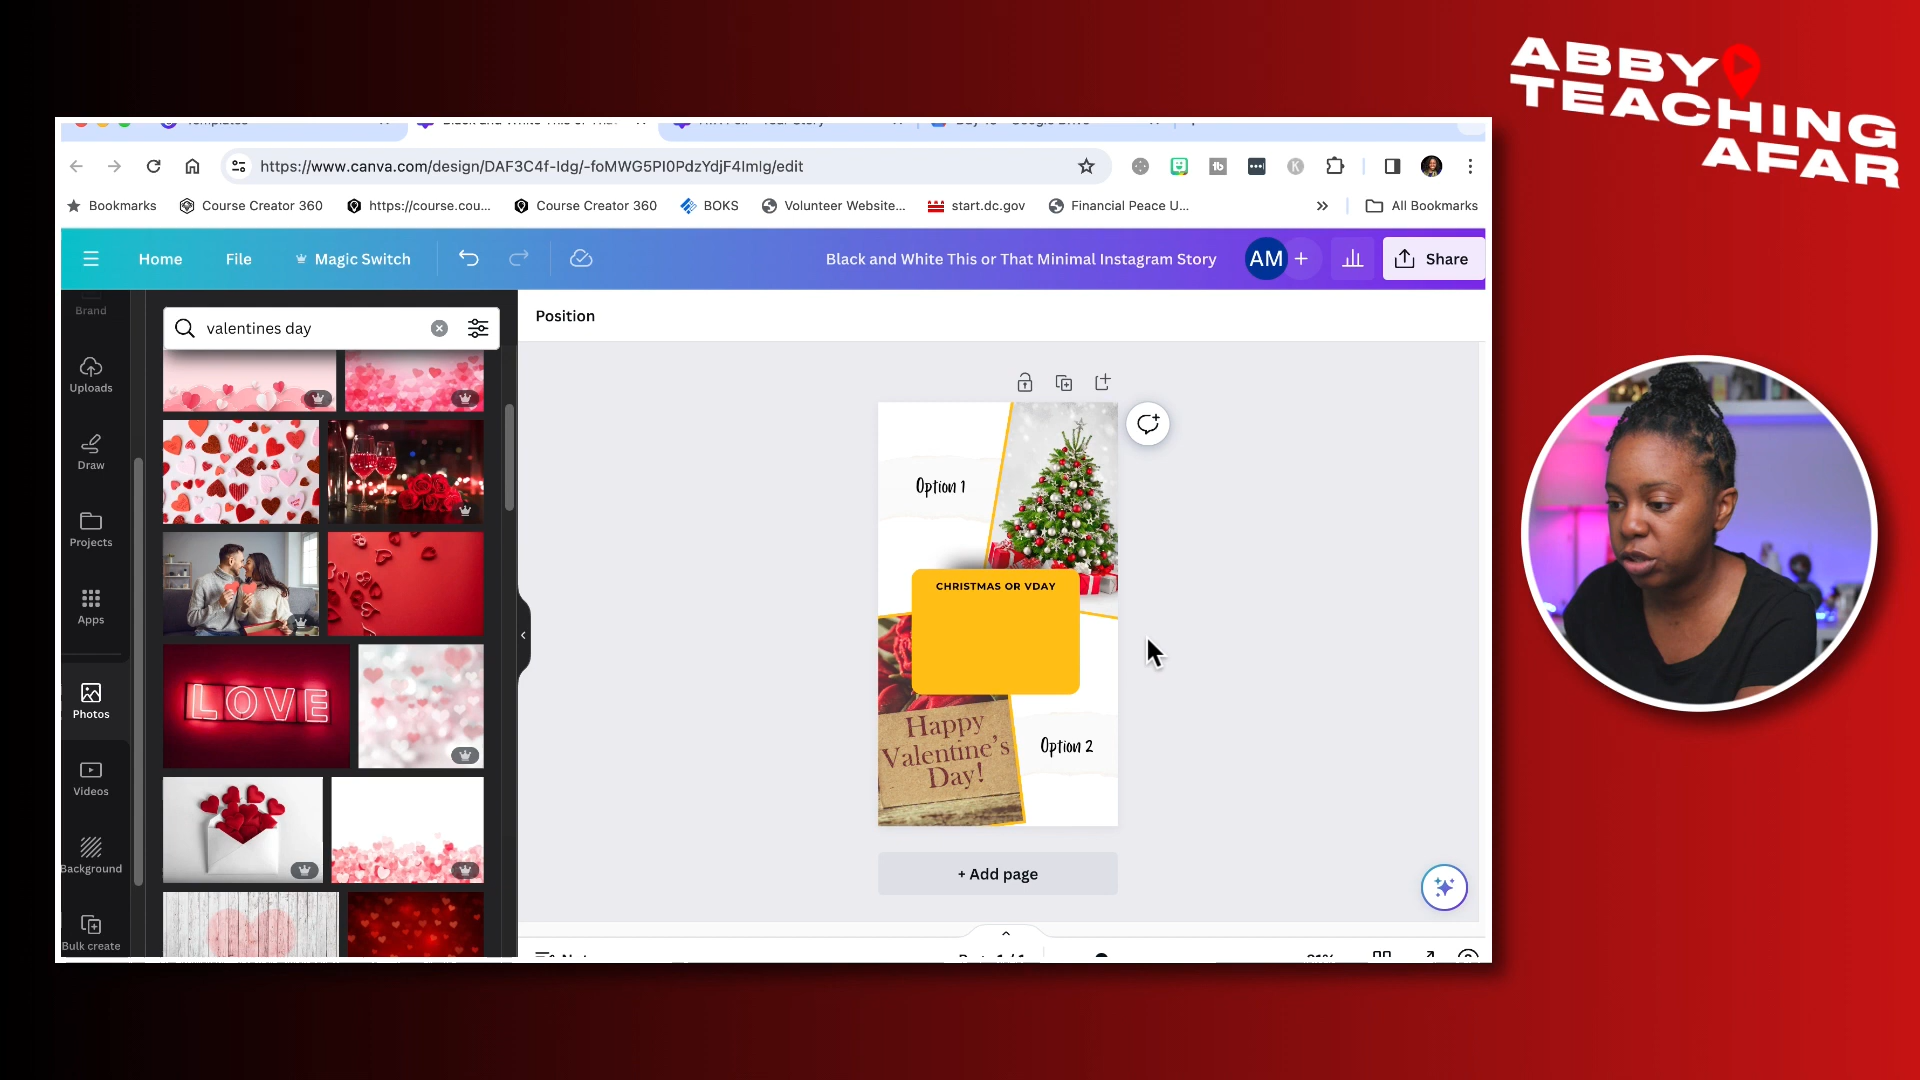 ABBY
TEACHING
AFAR
Templates
https://www.canva.com/design/DAF3C4f-Idg/-foMWG5PI0PdzYdjF4ImIg/edit
Bookmarks
Course Creator 360
https://course.cou...
Course Creator 360
BOKS
Volunteer Website...
start.dc.gov
Financial Peace U...
All Bookmarks
Home
File
Magic Switch
Black and White This or That Minimal Instagram Story
AM
Share
Brand
Uploads
Draw
Projects
Apps
Photos
Videos
Background
Bulk create
valentines day
LOVE
Position
Option 1
CHRISTMAS OR VDAY
Happy
Valentine's
Day!
Option 2
+ Add page